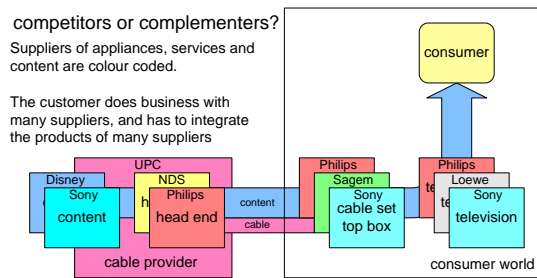 competitors or complementers?
Suppliers of appliances, services and
content are colour coded.
The customer does business with
many suppliers, and has to integrate
the products of many suppliers
consumer
UPC
Disney
NDS
Sony
Philips
content
head end
cable provider
content
cable
Philips
Sagem
Sony
cable set
top box
Philips
Loewe
Sony
television
consumer world